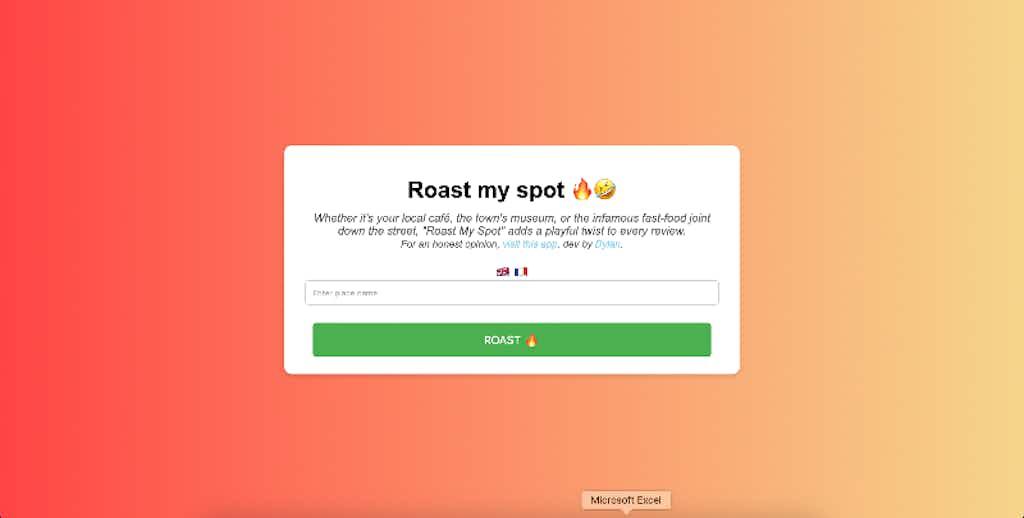 Roast my spot 🔥🤣
Whether it's your local café, the town's museum, or the infamous fast-food joint
down the street, "Roast My Spot" adds a playful twist to every review.
For an honest opinion, visit this app, dev by Dylan.
Enter place name
ROAST 🔥
Microsoft Excel